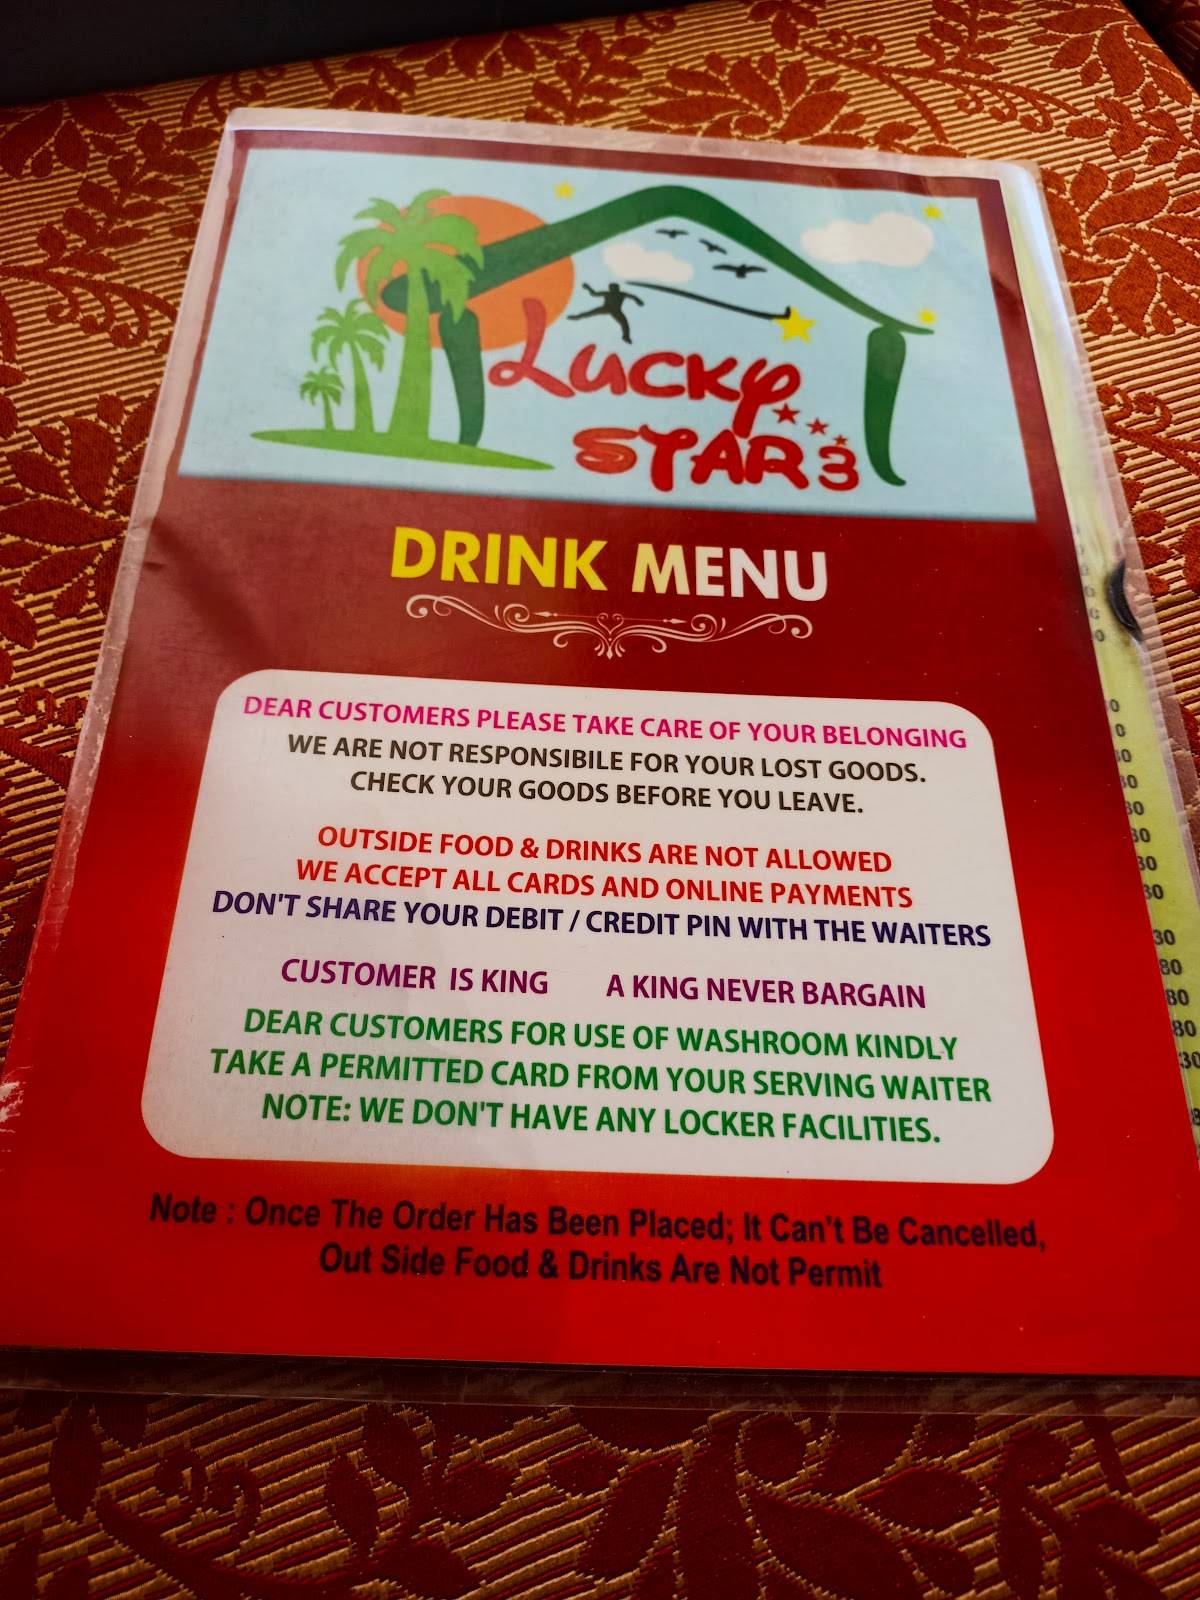 LUCKY
STAR 3
DRINK MENU
DEAR CUSTOMERS PLEASE TAKE CARE OF YOUR BELONGING
WE ARE NOT RESPONSIBILE FOR YOUR LOST GOODS.
CHECK YOUR GOODS BEFORE YOU LEAVE.
OUTSIDE FOOD & DRINKS ARE NOT ALLOWED
WE ACCEPT ALL CARDS AND ONLINE PAYMENTS
DON'T SHARE YOUR DEBIT / CREDIT PIN WITH THE WAITERS
CUSTOMER IS KING A KING NEVER BARGAIN
DEAR CUSTOMERS FOR USE OF WASHROOM KINDLY
TAKE A PERMITTED CARD FROM YOUR SERVING WAITER
NOTE: WE DON'T HAVE ANY LOCKER FACILITIES.
Note : Once The Order Has Been Placed; It Can't Be Cancelled,
Out Side Food & Drinks Are Not Permit